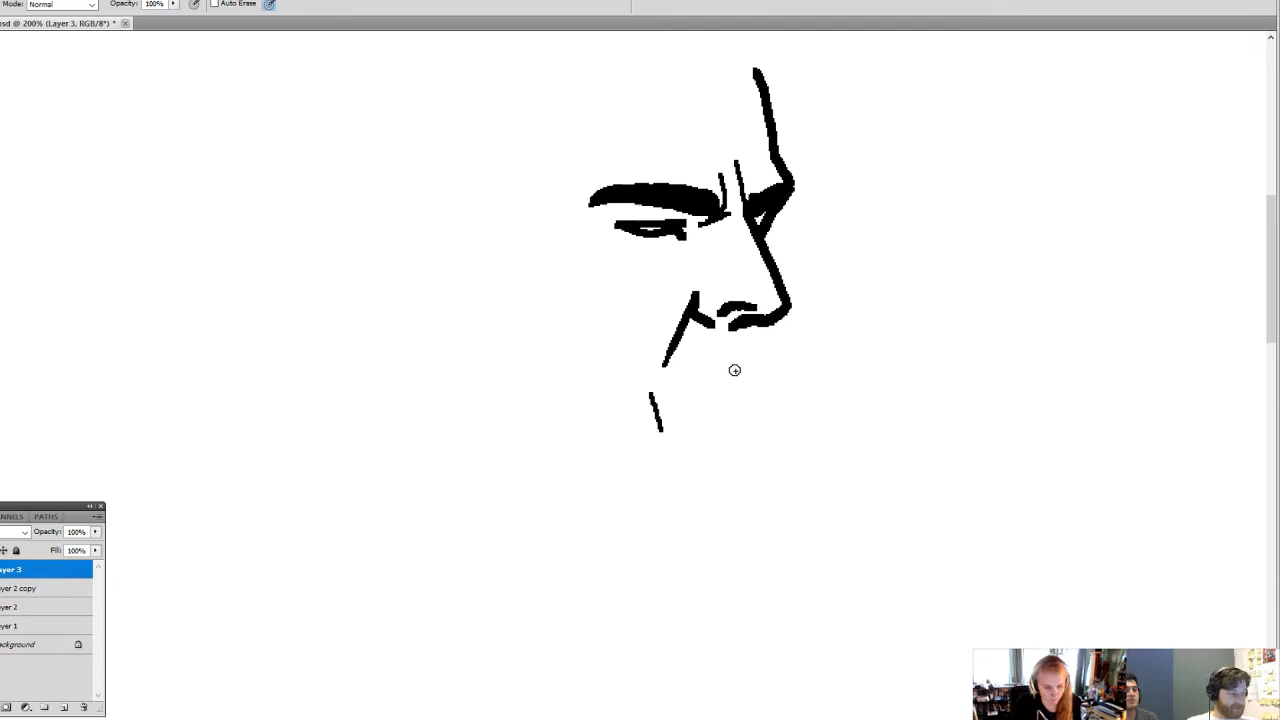 Mode: Normal Opacity: 100% Auto Erase
psd @ 200% (Layer 3, RGB/8*) *
NNELS PATHS
Opacity: 100%
Fill: 100%
ayer 3
ayer 2 copy
ayer 2
ayer 1
ackground